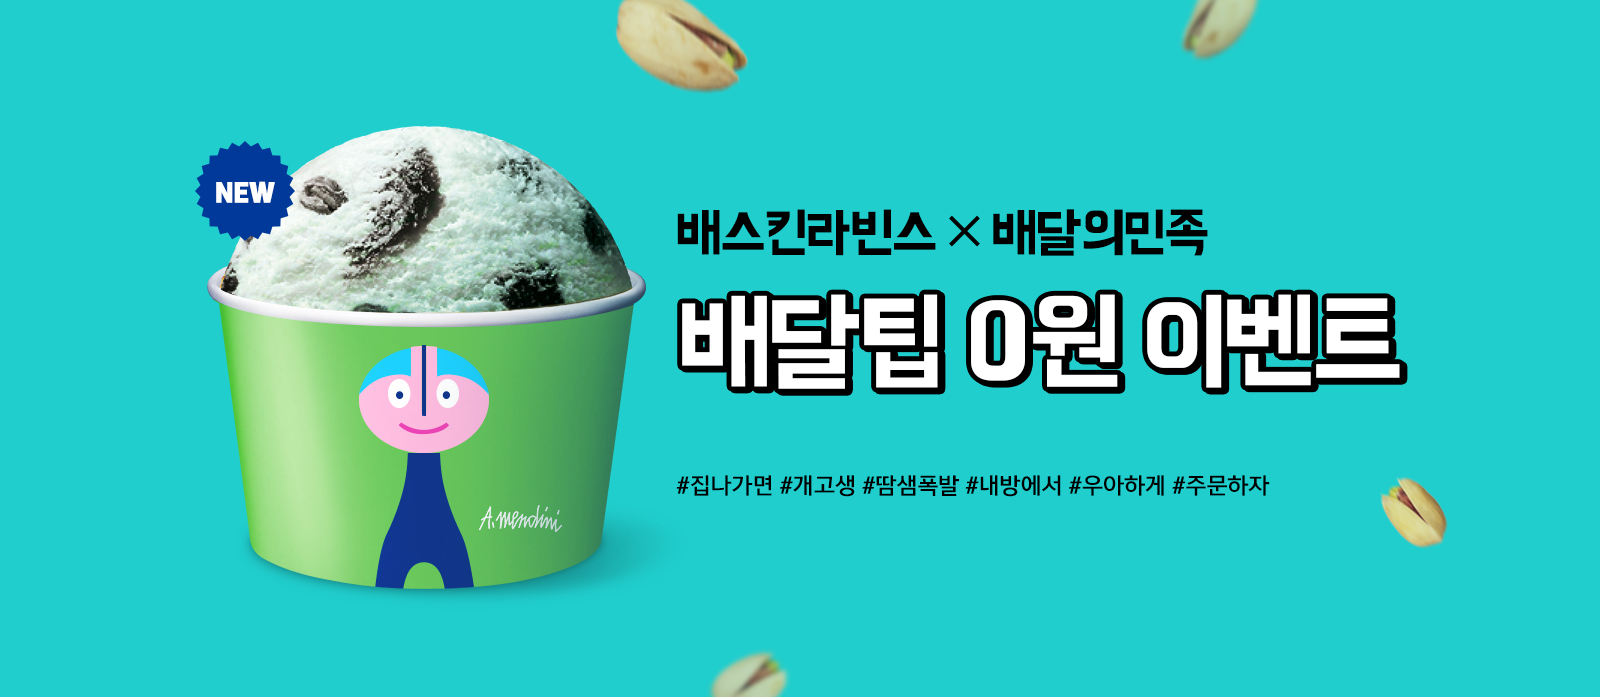 NEW
배스킨라빈스 × 배달의민족
배달팁 0원 이벤트
#집나가면 #개고생 #땀샘폭발 #내방에서 #우아하게 #주문하자
A.mendini